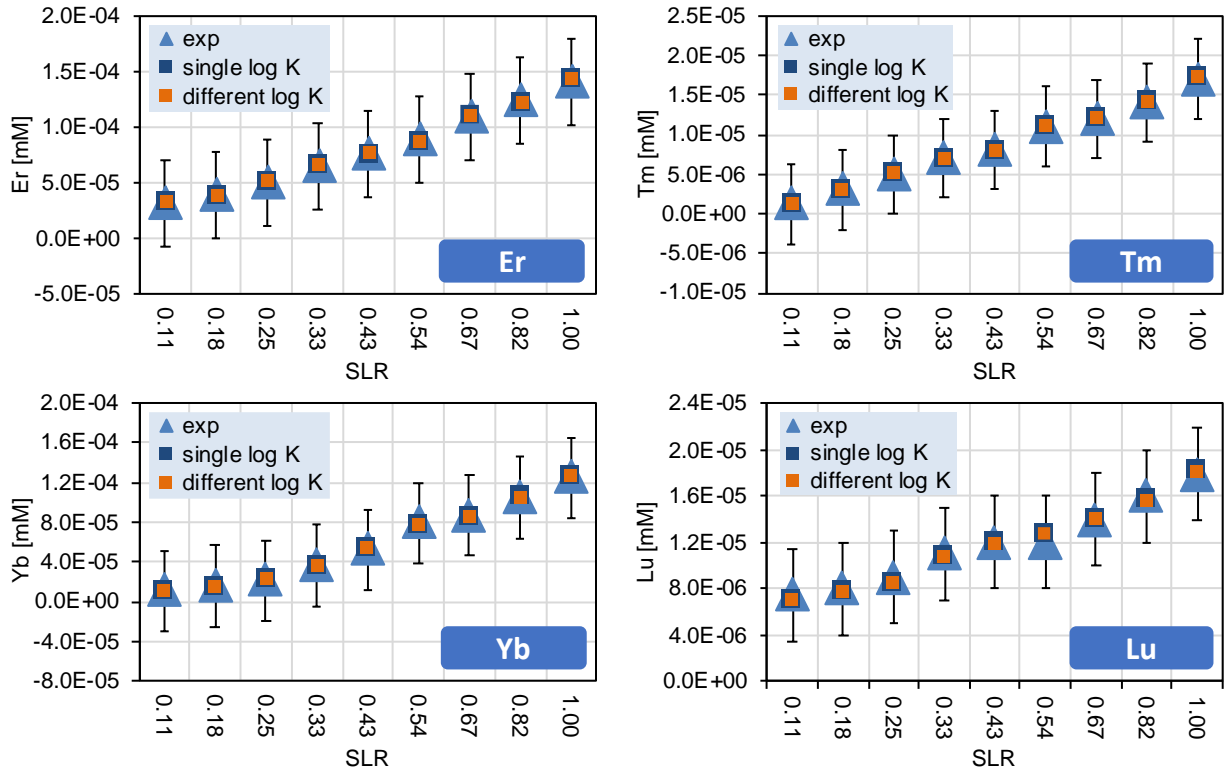 2.0E-04
1.5E-04
1.0E-04
5.0E-05
0.0E+00
-5.0E-05
Er [mM]
exp
single log K
different log K
Er
0.11 0.18 0.25 0.33 0.43 0.54 0.67 0.82 1.00
SLR
2.5E-05
2.0E-05
1.5E-05
1.0E-05
5.0E-06
0.0E+00
-5.0E-06
-1.0E-05
Tm [mM]
exp
single log K
different log K
Tm
0.11 0.18 0.25 0.33 0.43 0.54 0.67 0.82 1.00
SLR
2.0E-04
1.6E-04
1.2E-04
8.0E-05
4.0E-05
0.0E+00
-4.0E-05
-8.0E-05
Yb [mM]
exp
single log K
different log K
Yb
0.11 0.18 0.25 0.33 0.43 0.54 0.67 0.82 1.00
SLR
2.4E-05
2.0E-05
1.6E-05
1.2E-05
8.0E-06
4.0E-06
0.0E+00
Lu [mM]
exp
single log K
different log K
Lu
0.11 0.18 0.25 0.33 0.43 0.54 0.67 0.82 1.00
SLR